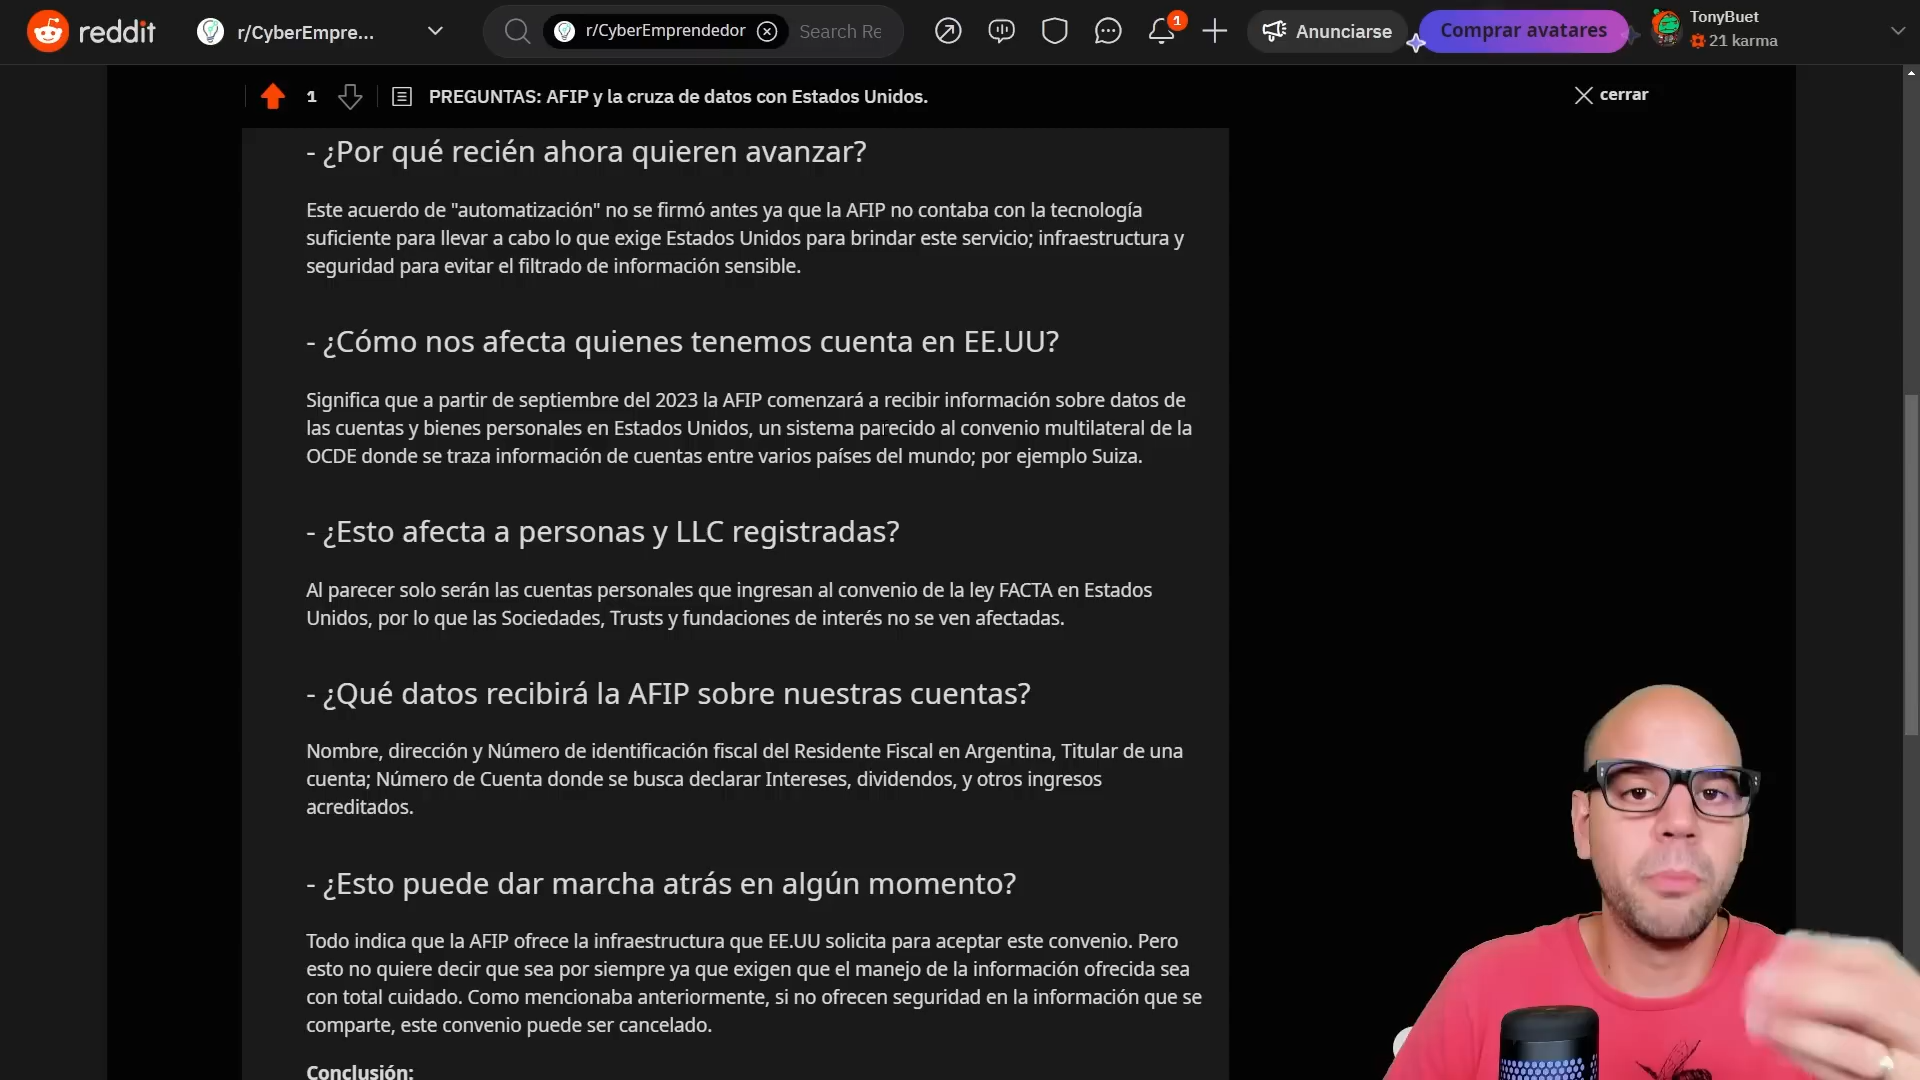 reddit
r/CyberEmpre...
r/CyberEmprendedor
Search Re
1
Anunciarse
Comprar avatares
TonyBuet
21 karma
1
PREGUNTAS: AFIP y la cruza de datos con Estados Unidos.
cerrar
- ¿Por qué recién ahora quieren avanzar?
Este acuerdo de "automatización" no se firmó antes ya que la AFIP no contaba con la tecnología
suficiente para llevar a cabo lo que exige Estados Unidos para brindar este servicio; infraestructura y
seguridad para evitar el filtrado de información sensible.
- ¿Cómo nos afecta quienes tenemos cuenta en EE.UU?
Significa que a partir de septiembre del 2023 la AFIP comenzará a recibir información sobre datos de
las cuentas y bienes personales en Estados Unidos, un sistema parecido al convenio multilateral de la
OCDE donde se traza información de cuentas entre varios países del mundo; por ejemplo Suiza.
- ¿Esto afecta a personas y LLC registradas?
Al parecer solo serán las cuentas personales que ingresan al convenio de la ley FACTA en Estados
Unidos, por lo que las Sociedades, Trusts y fundaciones de interés no se ven afectadas.
- ¿Qué datos recibirá la AFIP sobre nuestras cuentas?
Nombre, dirección y Número de identificación fiscal del Residente Fiscal en Argentina, Titular de una
cuenta; Número de Cuenta donde se busca declarar Intereses, dividendos, y otros ingresos
acreditados.
- ¿Esto puede dar marcha atrás en algún momento?
Todo indica que la AFIP ofrece la infraestructura que EE.UU solicita para aceptar este convenio. Pero
esto no quiere decir que sea por siempre ya que exigen que el manejo de la información ofrecida sea
con total cuidado. Como mencionaba anteriormente, si no ofrecen seguridad en la información que se
comparte, este convenio puede ser cancelado.
Conclusión: